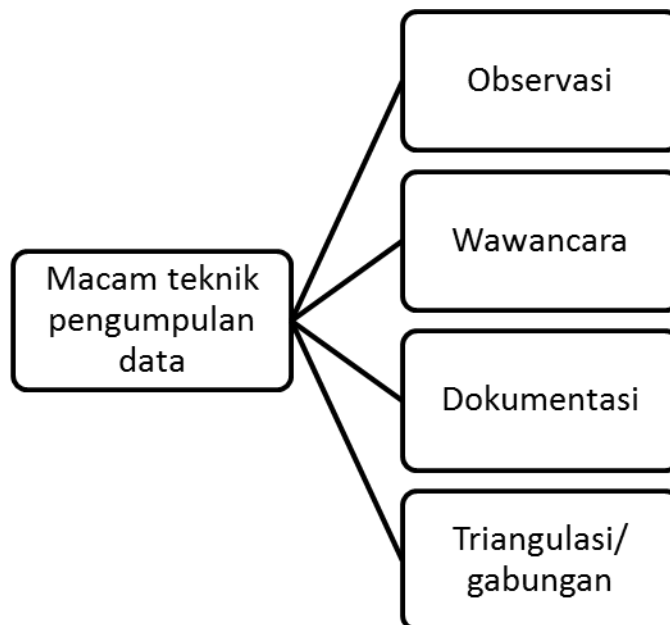 Macam teknik
pengumpulan
data
Observasi
Wawancara
Dokumentasi
Triangulasi/
gabungan